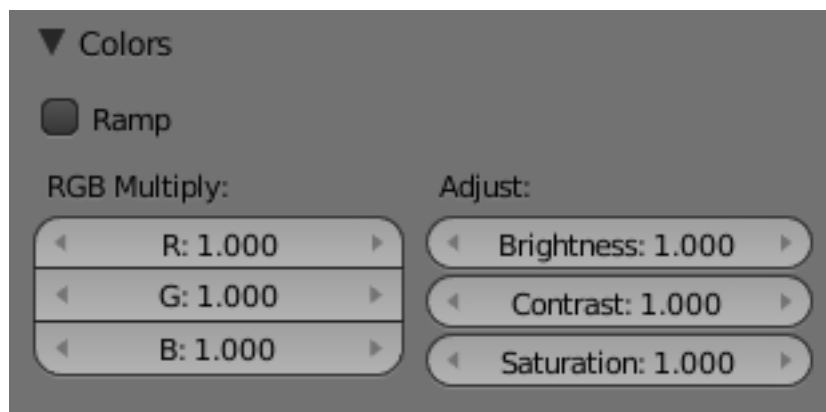 Colors
Ramp
RGB Multiply:
R: 1.000
G: 1.000
B: 1.000
Adjust:
Brightness: 1.000
Contrast: 1.000
Saturation: 1.000